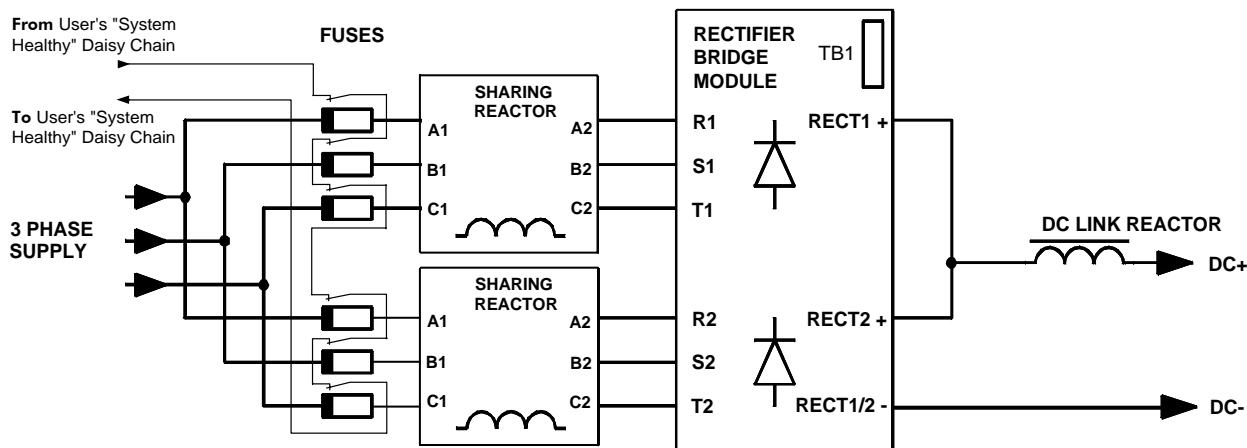 From User's "System
Healthy" Daisy Chain
To User's "System
Healthy" Daisy Chain
3 PHASE
SUPPLY
FUSES
SHARING
REACTOR
A1
B1
C1
A2
B2
C2
SHARING
REACTOR
A1
B1
C1
A2
B2
C2
RECTIFIER
BRIDGE
MODULE
TB1
R1
S1
T1
RECT1 +
R2
S2
T2
RECT2 +
RECT1/2 -
DC LINK REACTOR
DC+
DC-